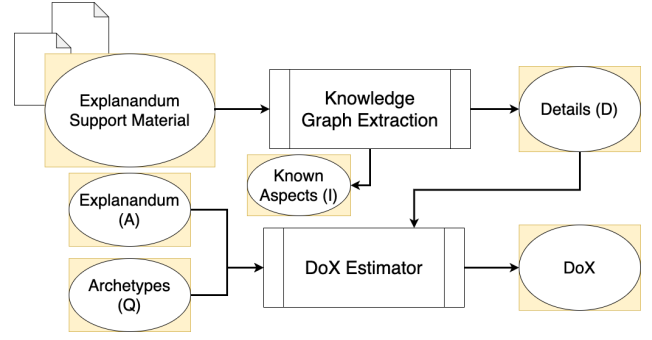 Explanandum
Support Material
Knowledge
Graph Extraction
Details (D)
Known
Aspects (I)
Explanandum
(A)
Archetypes
(Q)
DoX Estimator
DoX